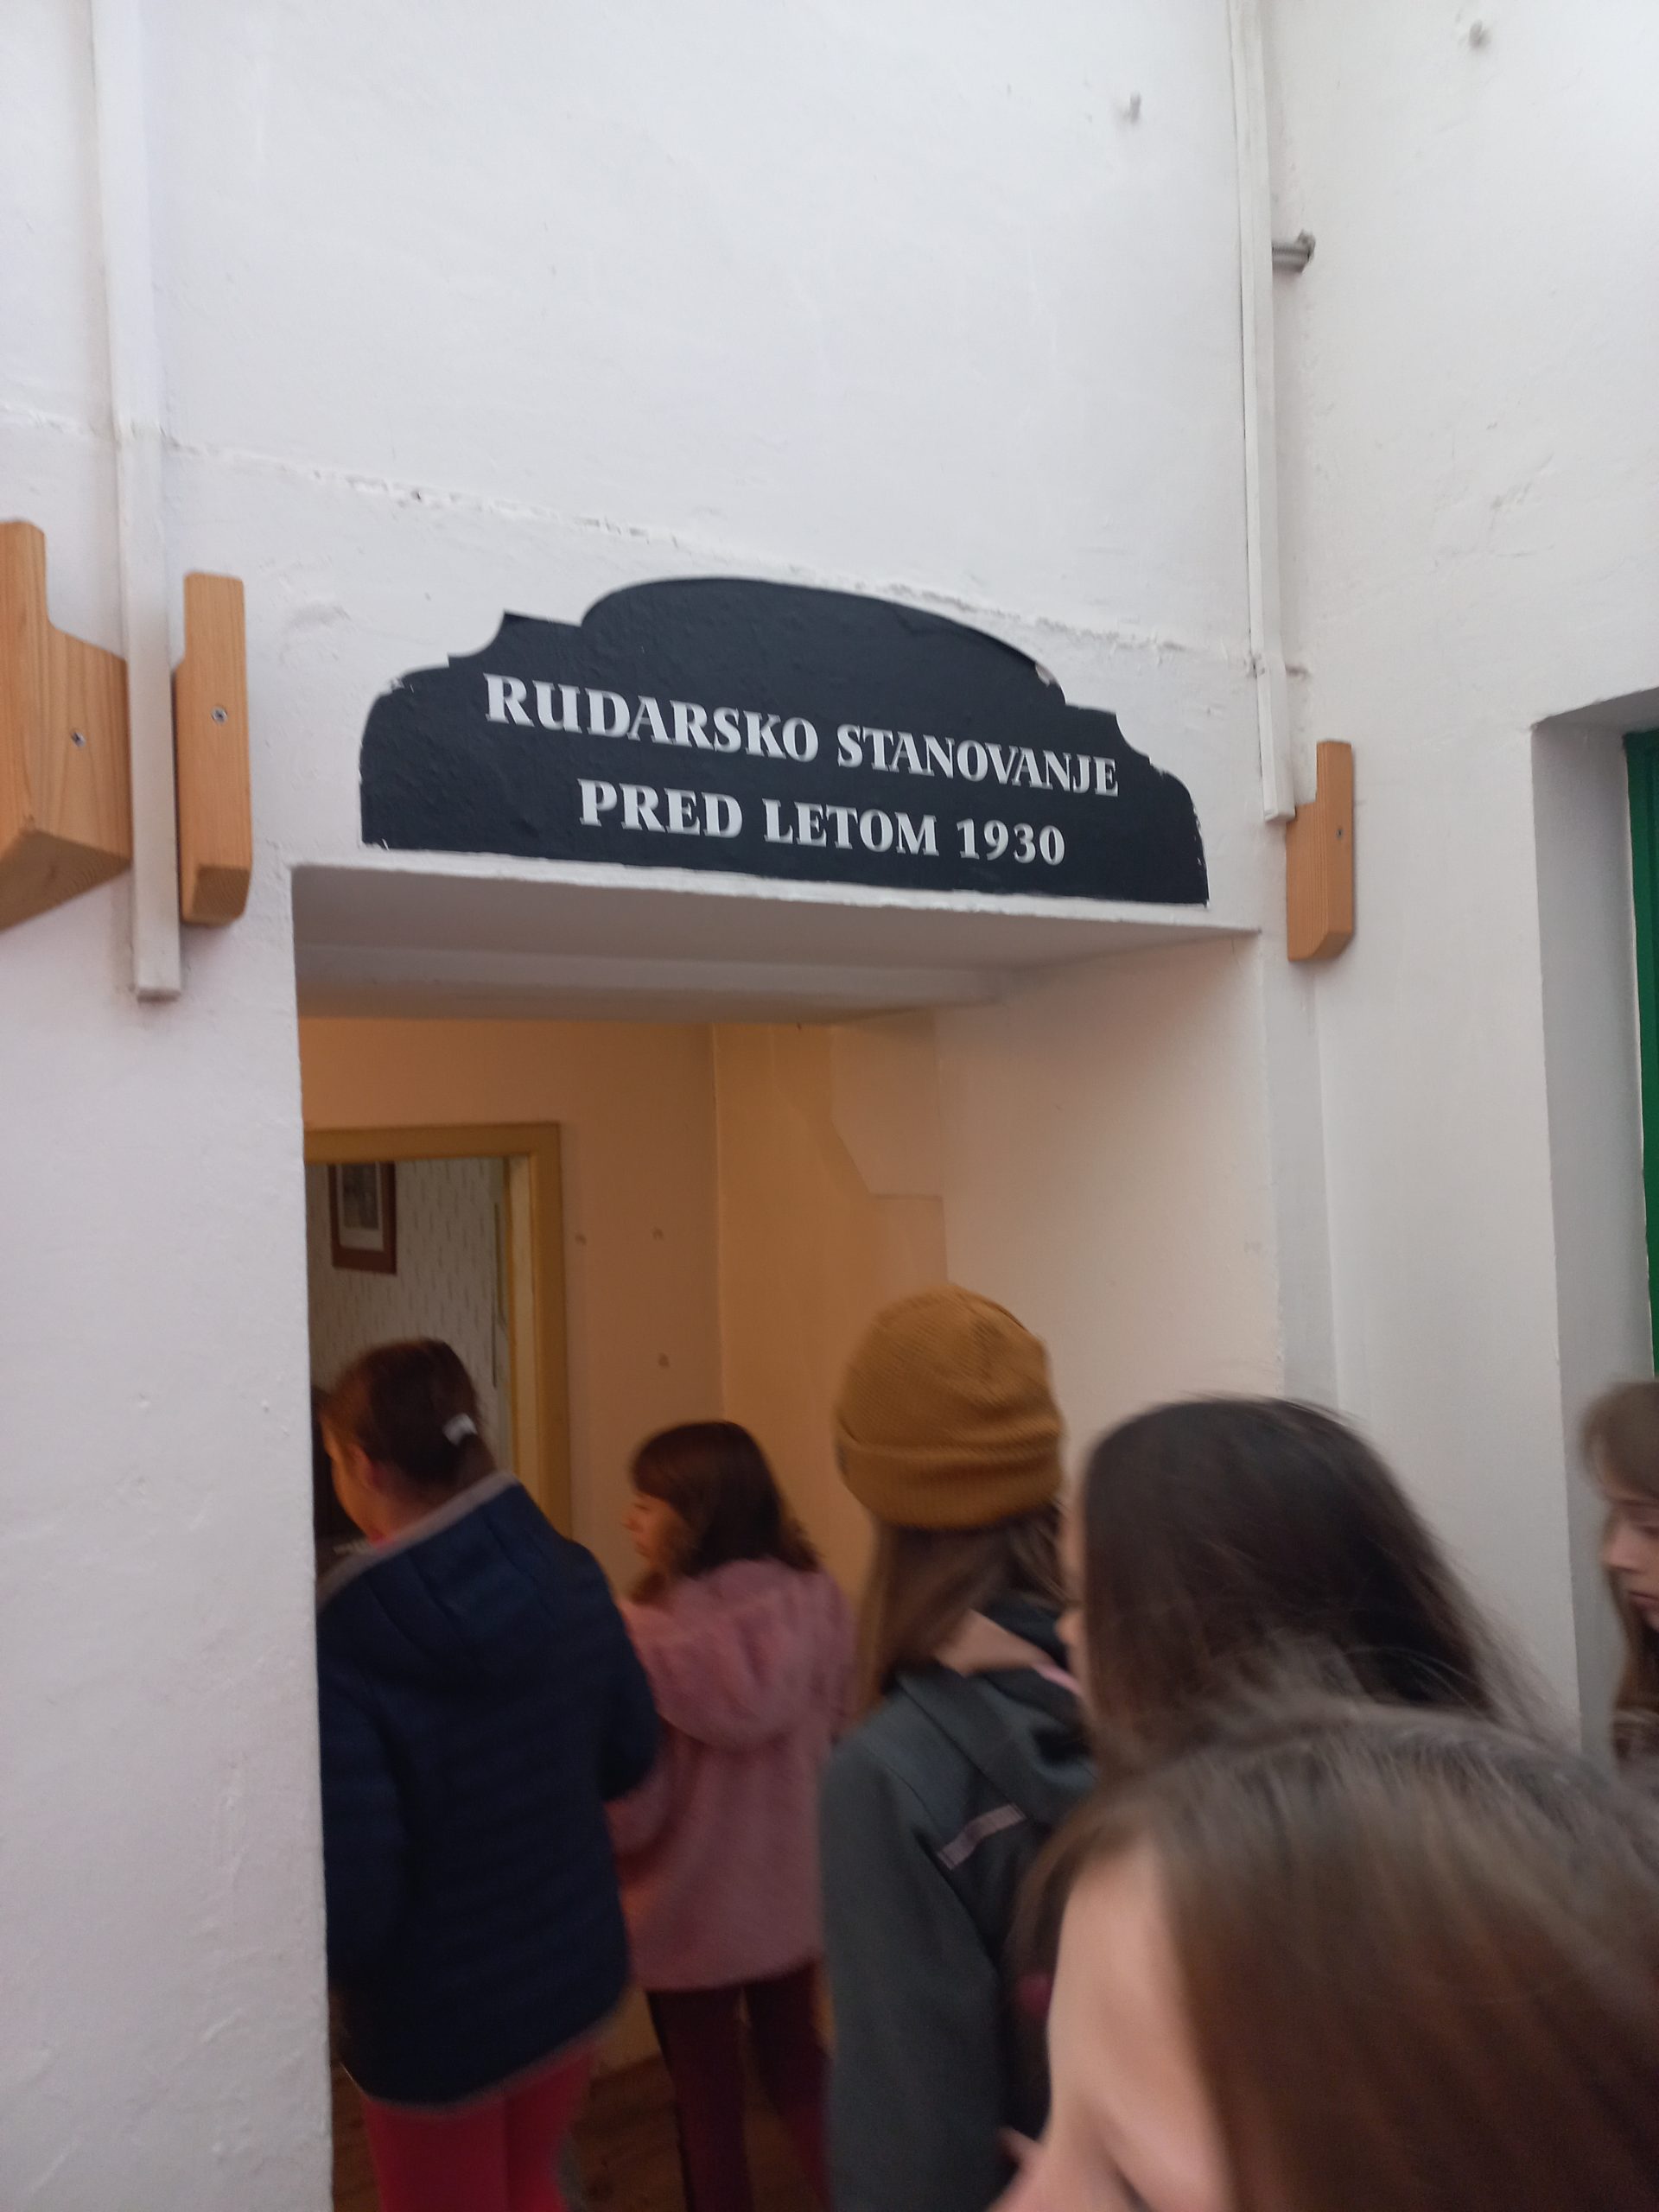 RUDARSKO STANOVANJE
PRED LETOM 1930